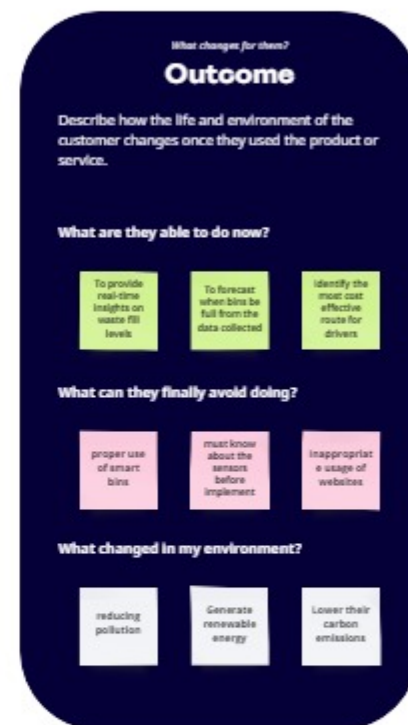 What changes for them?
Outcome
Describe how the life and environment of the
customer changes once they used the product or
service.
What are they able to do now?
To provide
real-time
insights on
waste fill
levels
To forecast
when bins be
full from the
data collected
Identify the
most cost
effective
route for
drivers
What can they finally avoid doing?
proper use
of smart
bins
must know
about the
sensors
before
implement
inappropriat
e usage of
websites
What changed in my environment?
reducing
pollution
Generate
renewable
energy
Lower their
carbon
emissions